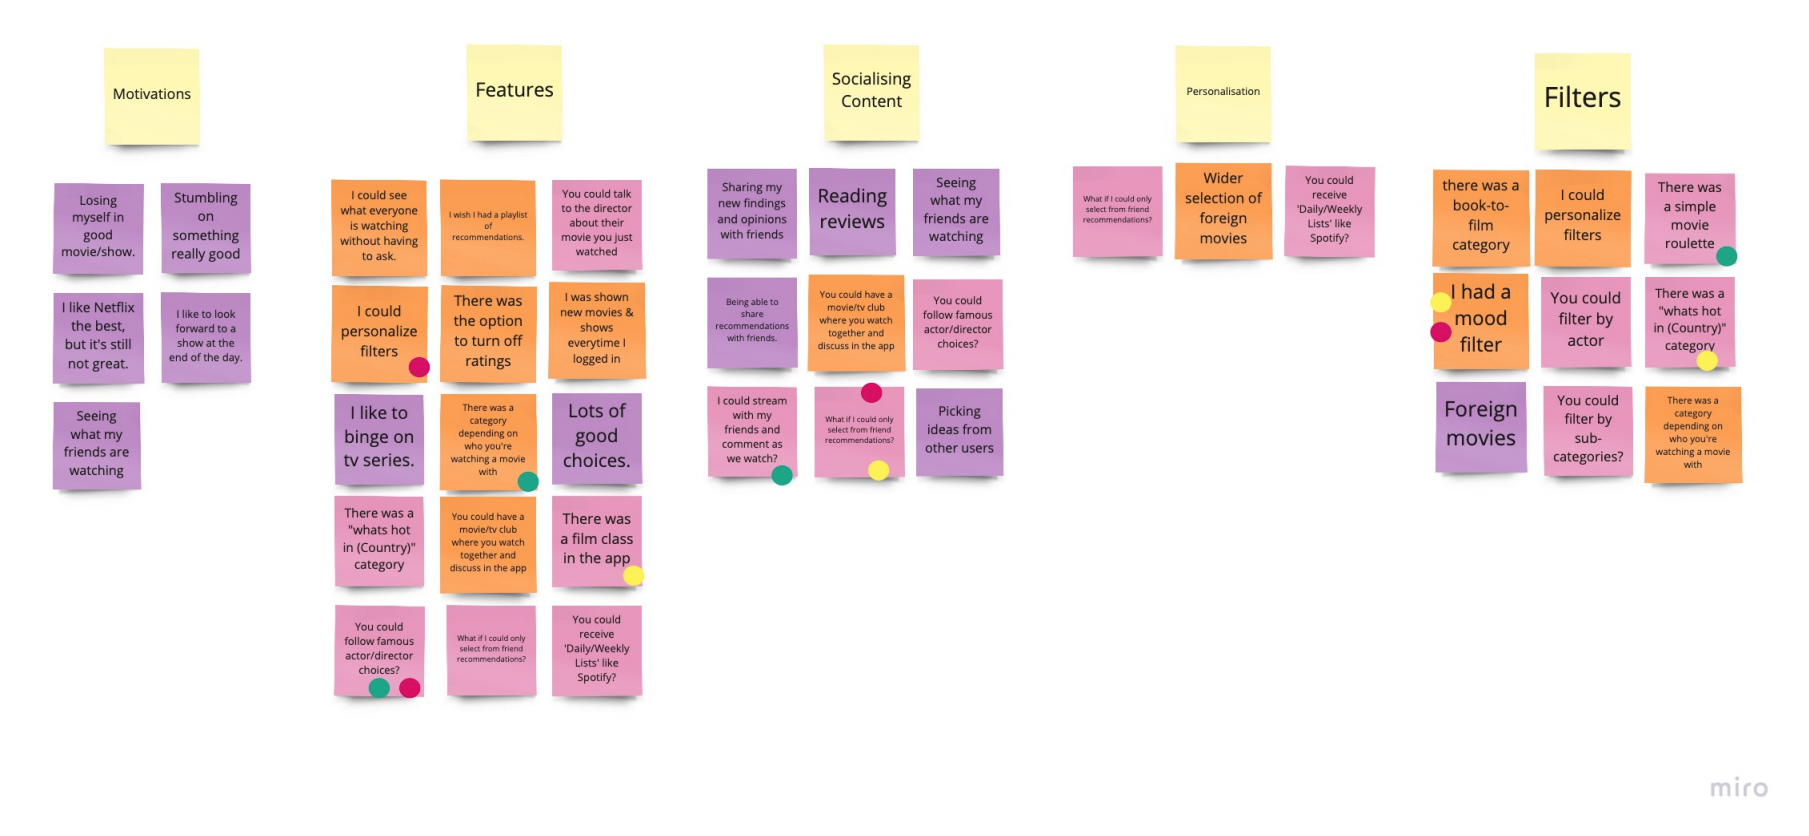 Motivations
Losing
myself in
good
movie/show.
Stumbling
on
something
really good
I like Netflix
the best,
but it's still
not great.
I like to look
forward to a
show at the
end of the day.
Seeing
what my
friends are
watching
Features
I could see
what everyone
is watching
without having
to ask.
I wish I had a playlist
of
recommendations.
You could talk
to the director
about their
movie you just
watched
I could
personalize
filters
There was
the option
to turn off
ratings
I was shown
new movies &
shows
everytime I
logged in
I like to
binge on
tv series.
There was a
category
depending on
who you're
watching a movie
with
Lots of
good
choices.
There was a
"whats hot
in (Country)"
category
You could have a
movie/tv club
where you watch
together and
discuss in the app
There was
a film class
in the app
You could
follow famous
actor/director
choices?
What if I could only
select from friend
recommendations?
You could
receive
'Daily/Weekly
Lists' like
Spotify?
Socialising
Content
Sharing my
new findings
and opinions
with friends
Reading
reviews
Seeing
what my
friends are
watching
Being able to
share
recommendations
with friends.
You could have a
movie/tv club
where you watch
together and
discuss in the app
You could
follow famous
actor/director
choices?
I could stream
with my
friends and
comment as
we watch?
What if I could only
select from friend
recommendations?
Picking
ideas from
other users
Personalisation
What if I could only
select from friend
recommendations?
Wider
selection of
foreign
movies
You could
receive
'Daily/Weekly
Lists' like
Spotify?
Filters
there was a
book-to-
film
category
I could
personalize
filters
There was
a simple
movie
roulette
I had a
mood
filter
You could
filter by
actor
There was a
"whats hot
in (Country)"
category
Foreign
movies
You could
filter by
sub-
categories?
There was a
category
depending on
who you're
watching a movie
with
miro